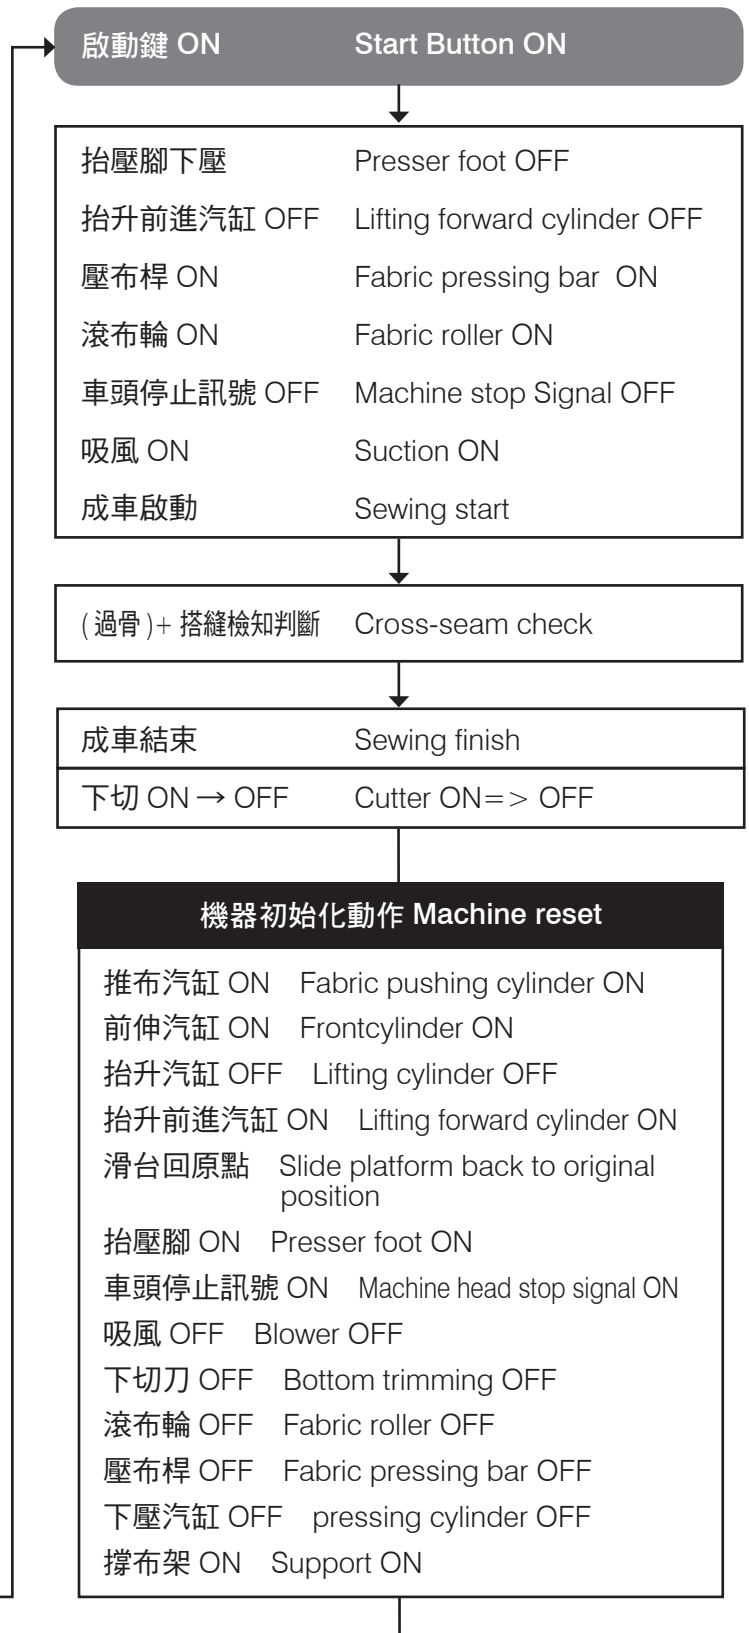 啟動鍵 ON Start Button ON
抬壓腳下壓 Presser foot OFF
抬升前進汽缸 OFF Lifting forward cylinder OFF
壓布桿 ON Fabric pressing bar ON
滾布輪 ON Fabric roller ON
車頭停止訊號 OFF Machine stop Signal OFF
吸風 ON Suction ON
成車啟動 Sewing start
(過骨)+ 搭縫檢知判斷 Cross-seam check
成車結束 Sewing finish
下切 ON → OFF Cutter ON=> OFF
機器初始化動作 Machine reset
推布汽缸 ON Fabric pushing cylinder ON
前伸汽缸 ON Frontcylinder ON
抬升汽缸 OFF Lifting cylinder OFF
抬升前進汽缸 ON Lifting forward cylinder ON
滑台回原點 Slide platform back to original
position
抬壓腳 ON Presser foot ON
車頭停止訊號 ON Machine head stop signal ON
吸風 OFF Blower OFF
下切刀 OFF Bottom trimming OFF
滾布輪 OFF Fabric roller OFF
壓布桿 OFF Fabric pressing bar OFF
下壓汽缸 OFF pressing cylinder OFF
撐布架 ON Support ON